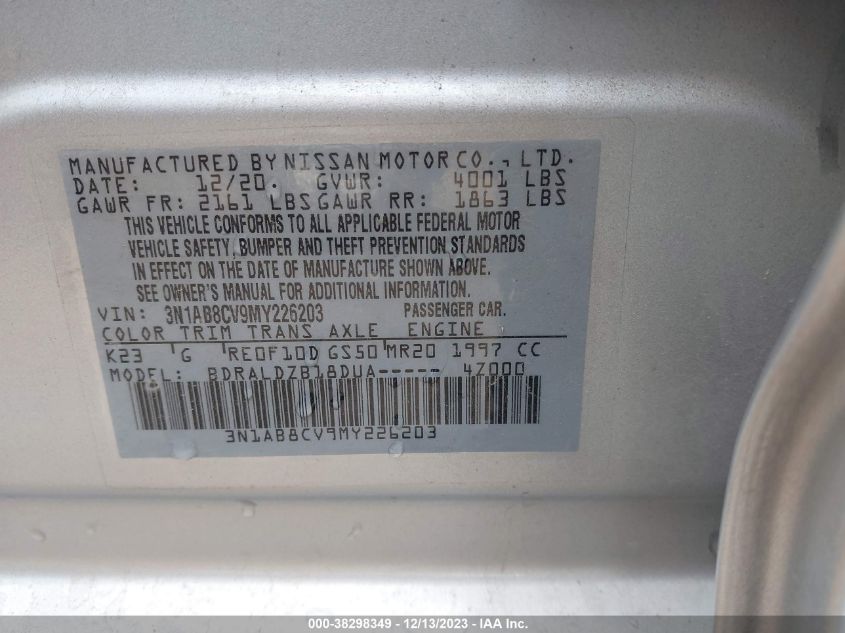 MANUFACTURED BY NISSAN MOTOR CO., LTD.
DATE: 12/20. GVWR: 4001 LBS
GAWR FR: 2161 LBS GAWR RR: 1863 LBS
THIS VEHICLE CONFORMS TO ALL APPLICABLE FEDERAL MOTOR
VEHICLE SAFETY, BUMPER AND THEFT PREVENTION STANDARDS
IN EFFECT ON THE DATE OF MANUFACTURE SHOWN ABOVE.
SEE OWNER'S MANUAL FOR ADDITIONAL INFORMATION.
VIN: 3N1AB8CV9MY226203 PASSENGER CAR.
COLOR TRIM TRANS AXLE ENGINE
K23 G RE0F10D GS50 MR20 1997 CC
MODEL: BDRALDZB18DUA----- 4Z000
3N1AB8CV9MY226203
000-38298349 - 12/13/2023 - IAA Inc.